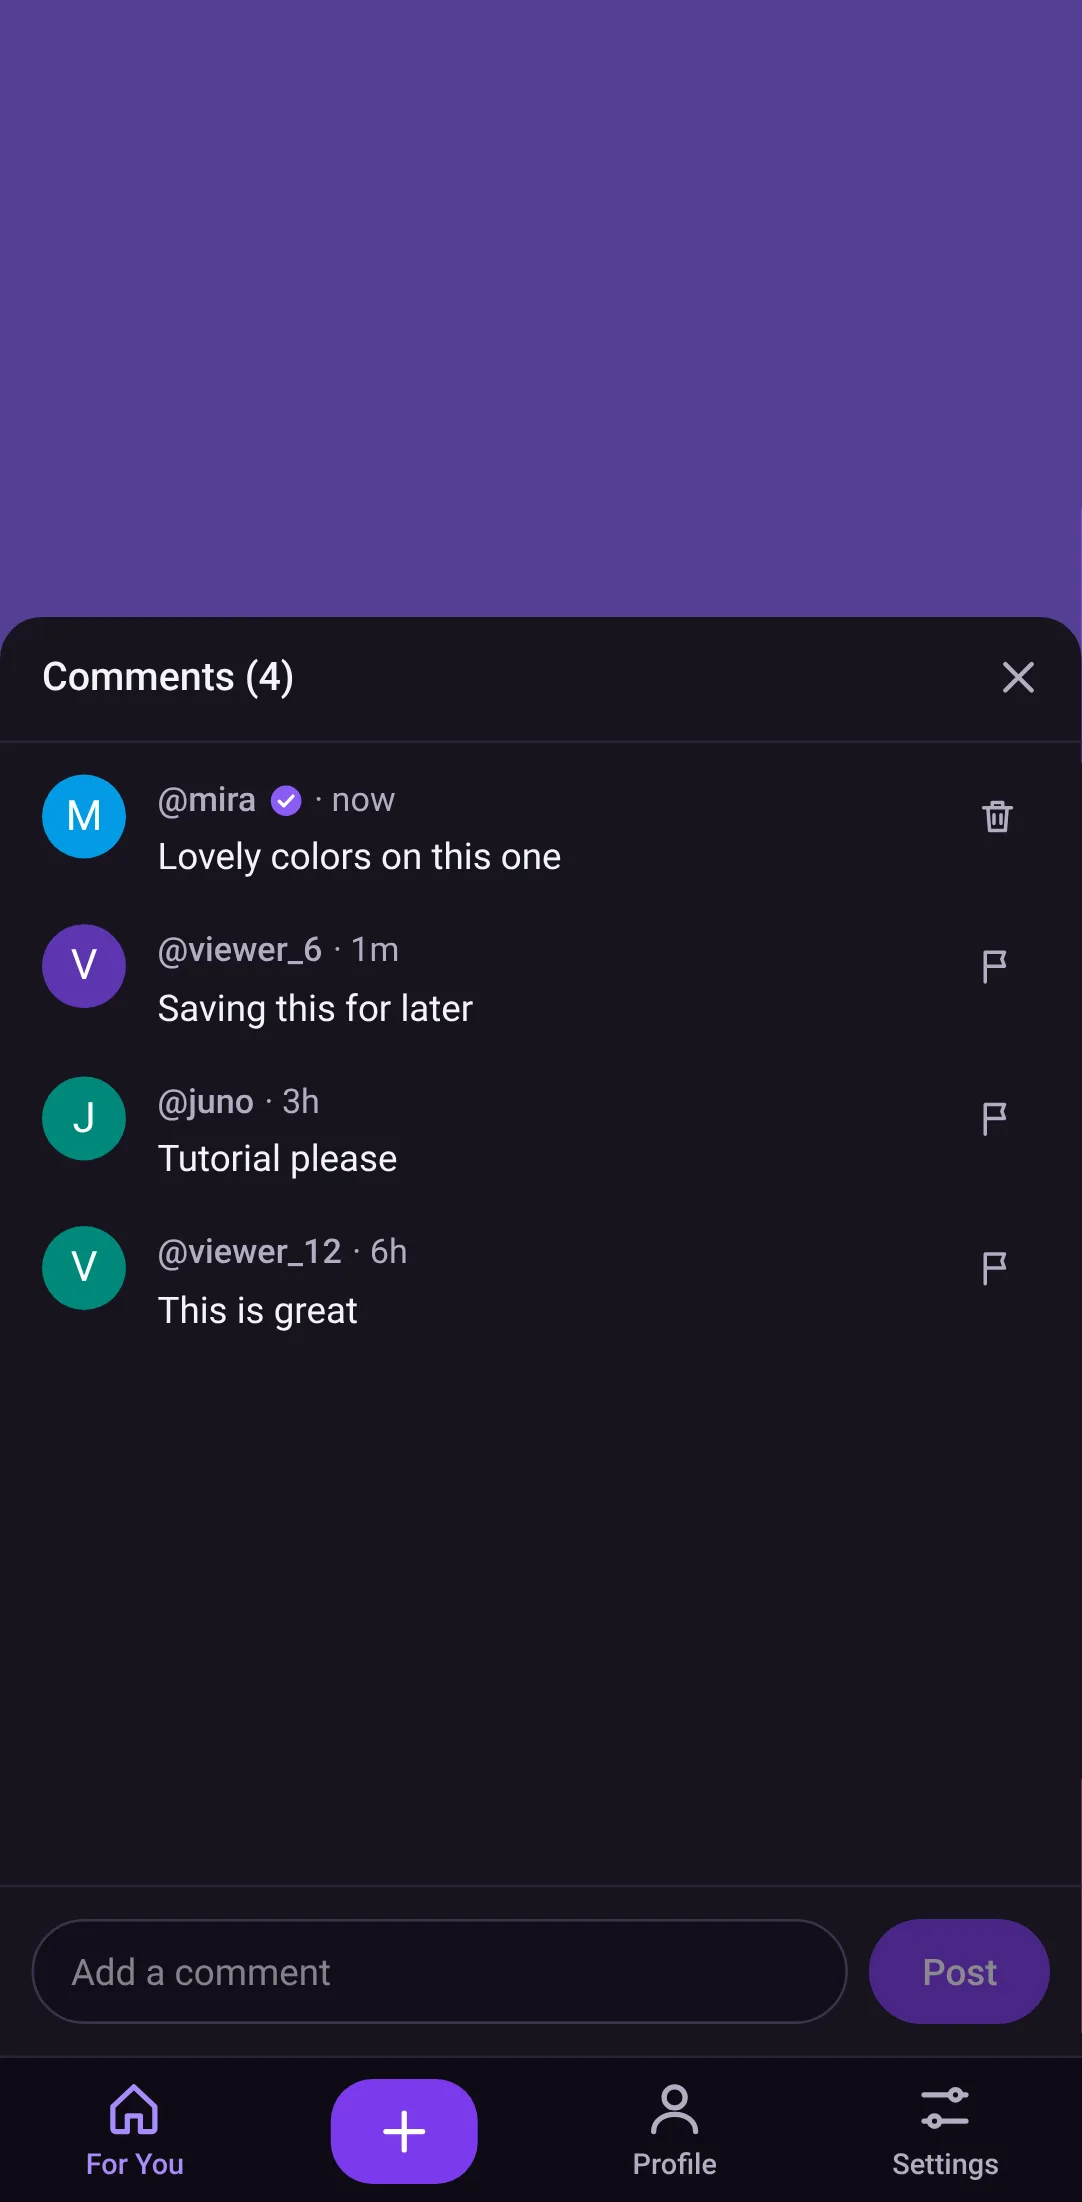 Comments (4)
M
@mira · now
Lovely colors on this one
V
@viewer_6 · 1m
Saving this for later
J
@juno · 3h
Tutorial please
V
@viewer_12 · 6h
This is great
Add a comment
Post
For You
Profile
Settings